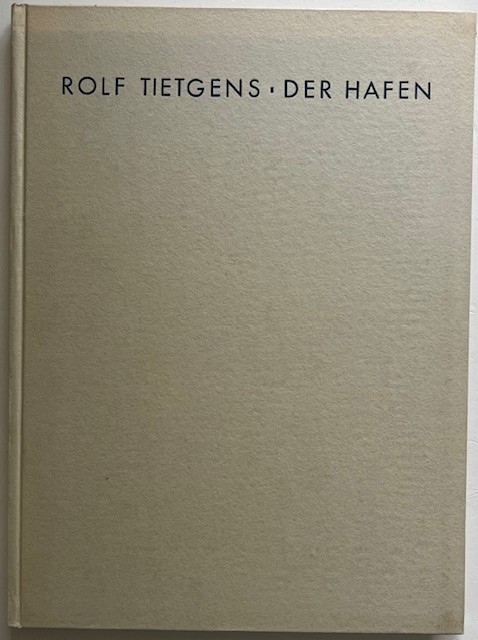 ROLF TIETGENS · DER HAFEN